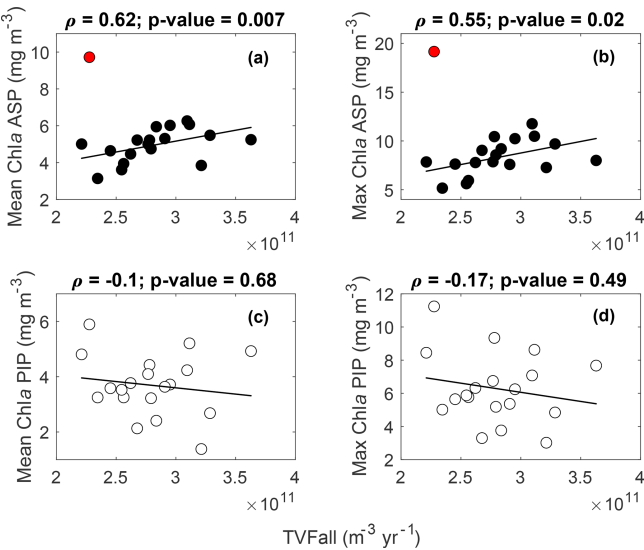 ρ = 0.62; p-value = 0.007
ρ = 0.55; p-value = 0.02
Mean Chla ASP (mg m⁻³)
10
8
6
4
2
(a)
2 2.5 3 3.5 4
×10¹¹
Max Chla ASP (mg m⁻³)
20
15
10
5
(b)
2 2.5 3 3.5 4
×10¹¹
ρ = -0.1; p-value = 0.68
ρ = -0.17; p-value = 0.49
Mean Chla PIP (mg m⁻³)
6
4
2
(c)
2 2.5 3 3.5 4
×10¹¹
Max Chla PIP (mg m⁻³)
12
10
8
6
4
2
(d)
2 2.5 3 3.5 4
×10¹¹
TVFall (m⁻³ yr⁻¹)